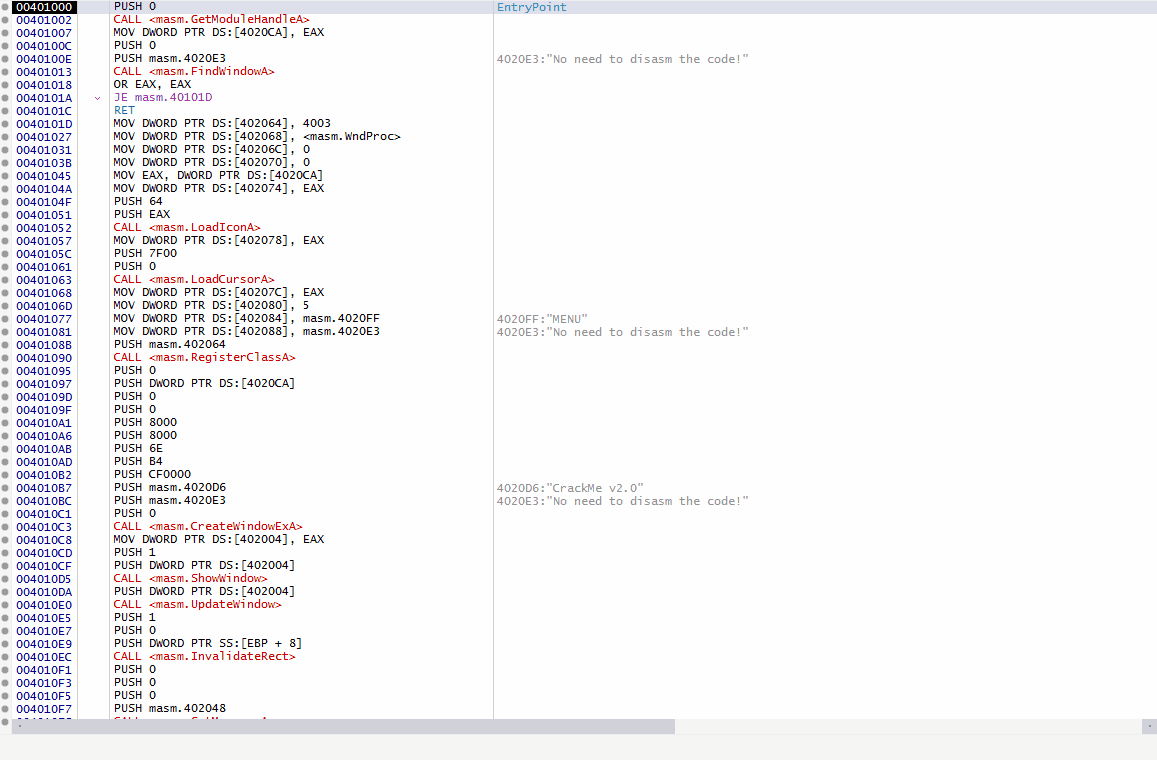 00401000 PUSH 0 EntryPoint
00401002 CALL <masm.GetModuleHandleA>
00401007 MOV DWORD PTR DS:[4020CA], EAX
0040100C PUSH 0
0040100E PUSH masm.4020E3 4020E3:"No need to disasm the code!"
00401013 CALL <masm.FindWindowA>
00401018 OR EAX, EAX
0040101A JE masm.40101D
0040101C RET
0040101D MOV DWORD PTR DS:[402064], 4003
00401027 MOV DWORD PTR DS:[402068], <masm.WndProc>
00401031 MOV DWORD PTR DS:[40206C], 0
0040103B MOV DWORD PTR DS:[402070], 0
00401045 MOV EAX, DWORD PTR DS:[4020CA]
0040104A MOV DWORD PTR DS:[402074], EAX
0040104F PUSH 64
00401051 PUSH EAX
00401052 CALL <masm.LoadIconA>
00401057 MOV DWORD PTR DS:[402078], EAX
0040105C PUSH 7F00
00401061 PUSH 0
00401063 CALL <masm.LoadCursorA>
00401068 MOV DWORD PTR DS:[40207C], EAX
0040106D MOV DWORD PTR DS:[402080], 5
00401077 MOV DWORD PTR DS:[402084], masm.4020FF 4020FF:"MENU"
00401081 MOV DWORD PTR DS:[402088], masm.4020E3 4020E3:"No need to disasm the code!"
0040108B PUSH masm.402064
00401090 CALL <masm.RegisterClassA>
00401095 PUSH 0
00401097 PUSH DWORD PTR DS:[4020CA]
0040109D PUSH 0
0040109F PUSH 0
004010A1 PUSH 8000
004010A6 PUSH 8000
004010AB PUSH 6E
004010AD PUSH B4
004010B2 PUSH CF0000
004010B7 PUSH masm.4020D6 4020D6:"CrackMe v2.0"
004010BC PUSH masm.4020E3 4020E3:"No need to disasm the code!"
004010C1 PUSH 0
004010C3 CALL <masm.CreateWindowExA>
004010C8 MOV DWORD PTR DS:[402004], EAX
004010CD PUSH 1
004010CF PUSH DWORD PTR DS:[402004]
004010D5 CALL <masm.ShowWindow>
004010DA PUSH DWORD PTR DS:[402004]
004010E0 CALL <masm.UpdateWindow>
004010E5 PUSH 1
004010E7 PUSH 0
004010E9 PUSH DWORD PTR SS:[EBP + 8]
004010EC CALL <masm.InvalidateRect>
004010F1 PUSH 0
004010F3 PUSH 0
004010F5 PUSH 0
004010F7 PUSH masm.402048